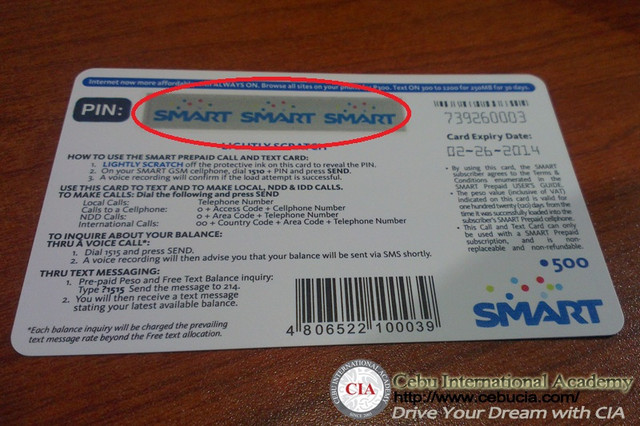 Internet now more affordable ALWAYS ON. Browse all sites on your phone for P300. Text ON 300 to 2200 for 250MB for 30 days.
PIN: SMART SMART SMART
LIGHTLY SCRATCH
739260003
Card Expiry Date:
02-26-2014
HOW TO USE THE SMART PREPAID CALL AND TEXT CARD:
1. LIGHTLY SCRATCH off the protective ink on this card to reveal the PIN.
2. On your SMART GSM cellphone, dial 1510 + PIN and press SEND.
3. A voice recording will confirm if the load attempt is successful.
USE THIS CARD TO TEXT AND TO MAKE LOCAL, NDD & IDD CALLS.
TO MAKE CALLS: Dial the following and press SEND
Local Calls: Telephone Number
Calls to a Cellphone: 0 + Access Code + Cellphone Number
NDD Calls: 0 + Area Code + Telephone Number
International Calls: 00 + Country Code + Area Code + Telephone Number
TO INQUIRE ABOUT YOUR BALANCE:
THRU A VOICE CALL*:
1. Dial 1515 and press SEND.
2. A voice recording will then advise you that your balance will be sent via SMS shortly.
THRU TEXT MESSAGING:
1. Pre-paid Peso and Free Text Balance inquiry:
Type ?1515 Send the message to 214.
2. You will then receive a text message
stating your latest available balance.
*Each balance inquiry will be charged the prevailing
text message rate beyond the Free text allocation.
• By using this card, the SMART
subscriber agrees to the Terms &
Conditions enumerated in the
SMART Prepaid USER'S GUIDE.
• The peso value (inclusive of VAT)
Indicated on this card is valid for
one hundred twenty (120) days from the
time it was successfully loaded into the
subscriber's SMART Prepaid cellphone.
• This Call and Text Card can only
be used with a SMART Prepaid
subscription, and is non-
replaceable and non-refundable.
500
SMART
4 806522 100039
CEBU INTERNATIONAL ACADEMY
CIA
Cebu International Academy
http://www.cebucia.com/
Drive Your Dream with CIA